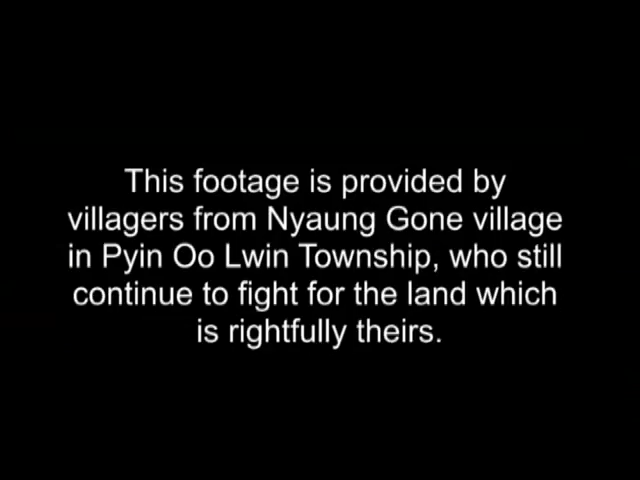 This footage is provided by
villagers from Nyaung Gone village
in Pyin Oo Lwin Township, who still
continue to fight for the land which
is rightfully theirs.